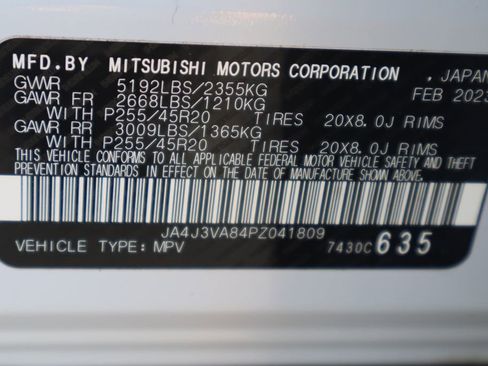 MFD.BY MITSUBISHI MOTORS CORPORATION , JAPAN
GVWR 5192LBS/2355KG FEB 2023
GAWR FR 2668LBS/1210KG
WITH P255/45R20 TIRES 20X8.0J RIMS
GAWR RR 3009LBS/1365KG
WITH P255/45R20 TIRES 20X8.0J RIMS
THIS VEHICLE CONFORMS TO ALL APPLICABLE FEDERAL MOTOR VEHICLE SAFETY AND THEFT
PREVENTION STANDARDS IN EFFECT ON THE DATE OF MANUFACTURE SHOWN ABOVE.
JA4J3VA84PZ041809
VEHICLE TYPE: MPV 7430C 635